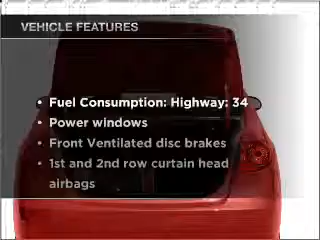 VEHICLE FEATURES
• Fuel Consumption: Highway: 34
• Power windows
• Front Ventilated disc brakes
• 1st and 2nd row curtain head
airbags